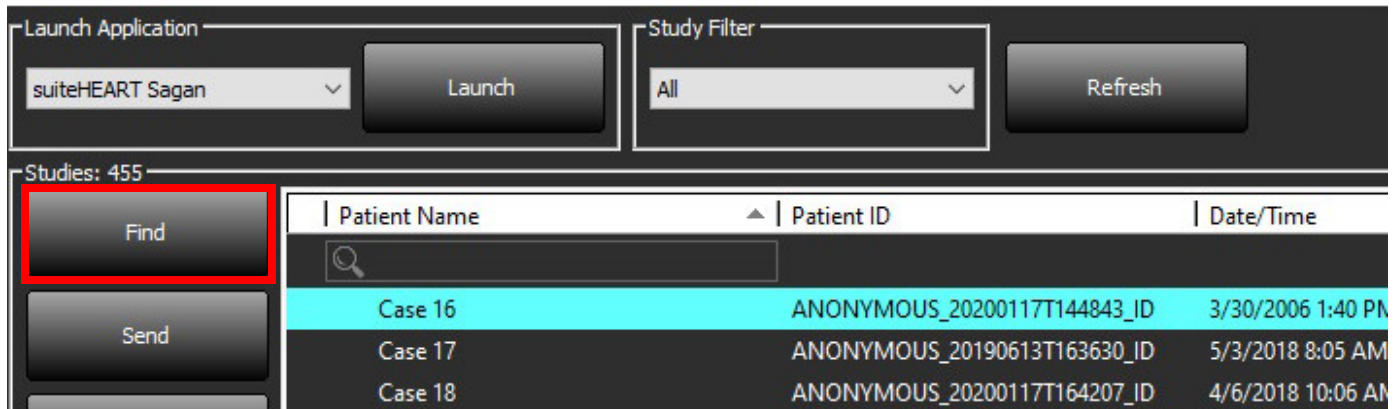 Launch Application
Study Filter
suiteHEART Sagan
Launch
All
Refresh
Studies: 455
Find
Patient Name
Patient ID
Date/Time
Send
Case 16 ANONYMOUS_20200117T144843_ID 3/30/2006 1:40 PM
Case 17 ANONYMOUS_20190613T163630_ID 5/3/2018 8:05 AM
Case 18 ANONYMOUS_20200117T164207_ID 4/6/2018 10:06 AM